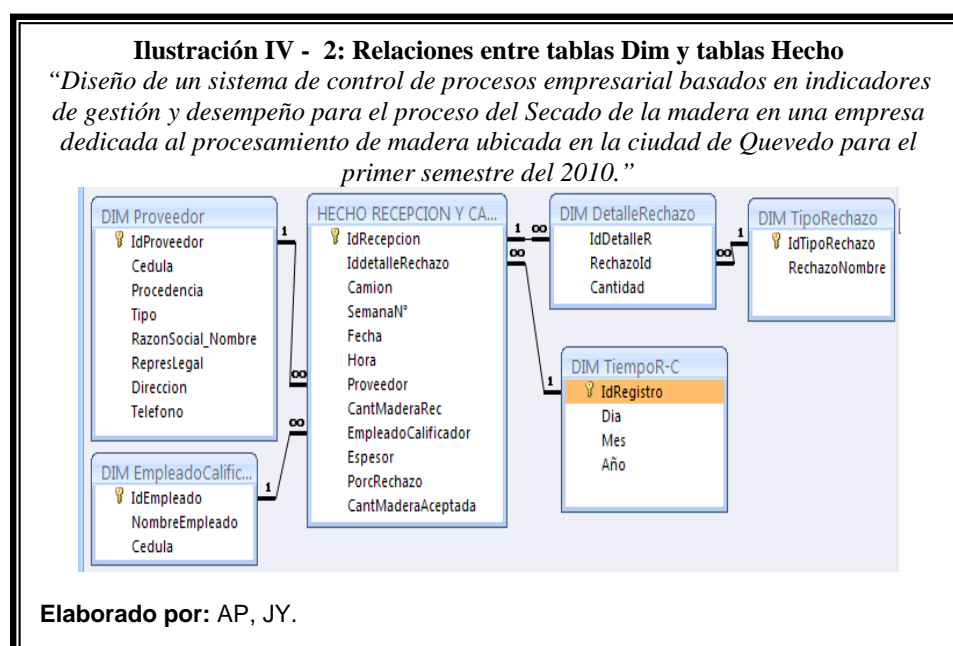 Ilustración IV - 2: Relaciones entre tablas Dim y tablas Hecho
“Diseño de un sistema de control de procesos empresarial basados en indicadores
de gestión y desempeño para el proceso del Secado de la madera en una empresa
dedicada al procesamiento de madera ubicada en la ciudad de Quevedo para el
primer semestre del 2010.”
DIM Proveedor
IdProveedor
Cedula
Procedencia
Tipo
RazonSocial_Nombre
RepresLegal
Direccion
Telefono
1
∞
DIM EmpleadoCalific...
IdEmpleado
NombreEmpleado
Cedula
1
∞
HECHO RECEPCION Y CA...
IdRecepcion
IddetalleRechazo
Camion
SemanaN°
Fecha
Hora
Proveedor
CantMaderaRec
EmpleadoCalificador
Espesor
PorcRechazo
CantMaderaAceptada
1 ∞
∞
1
DIM DetalleRechazo
IdDetalleR
RechazoId
Cantidad
1
∞
DIM TipoRechazo
IdTipoRechazo
RechazoNombre
DIM TiempoR-C
IdRegistro
Dia
Mes
Año
Elaborado por: AP, JY.